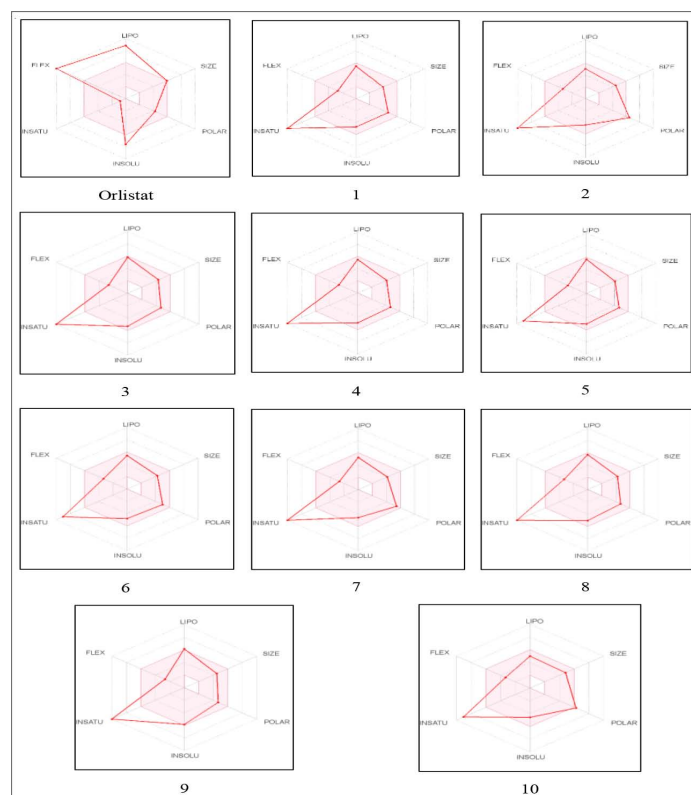 LIPO
FLEX
SIZE
INSATU
POLAR
INSOLU
Orlistat
LIPO
FLEX
SIZE
INSATU
POLAR
INSOLU
1
LIPO
FLEX
SIZE
INSATU
POLAR
INSOLU
2
LIPO
FLEX
SIZE
INSATU
POLAR
INSOLU
3
LIPO
FLEX
SIZE
INSATU
POLAR
INSOLU
4
LIPO
FLEX
SIZE
INSATU
POLAR
INSOLU
5
LIPO
FLEX
SIZE
INSATU
POLAR
INSOLU
6
LIPO
FLEX
SIZE
INSATU
POLAR
INSOLU
7
LIPO
FLEX
SIZE
INSATU
POLAR
INSOLU
8
LIPO
FLEX
SIZE
INSATU
POLAR
INSOLU
9
LIPO
FLEX
SIZE
INSATU
POLAR
INSOLU
10